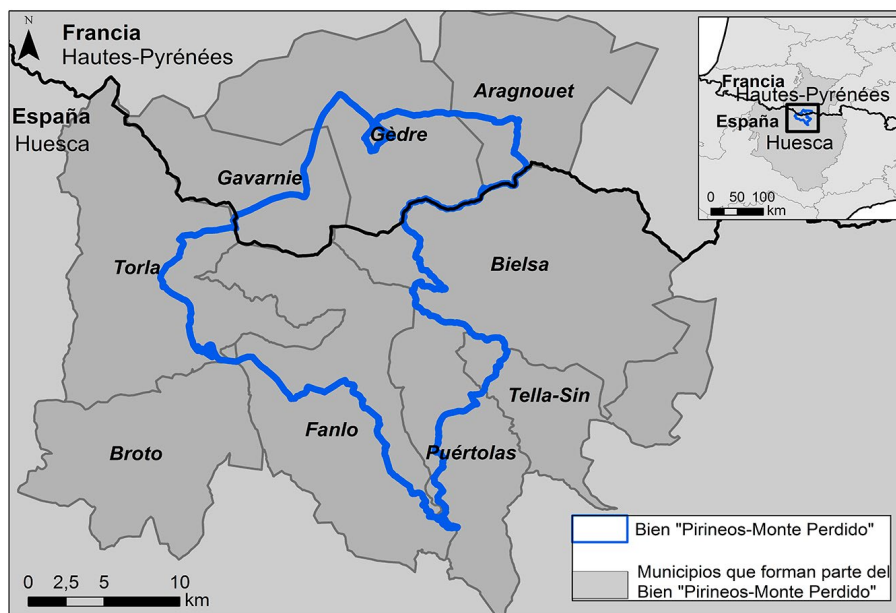 N
Francia
Hautes-Pyrénées
España
Huesca
Aragnouet
Gèdre
Gavarnie
Torla
Bielsa
Tella-Sin
Fanlo
Broto
Puértolas
0 2,5 5 10
km
Francia
Hautes-Pyrénées
España
Huesca
0 50 100
km
Bien "Pirineos-Monte Perdido"
Municipios que forman parte del
Bien "Pirineos-Monte Perdido"